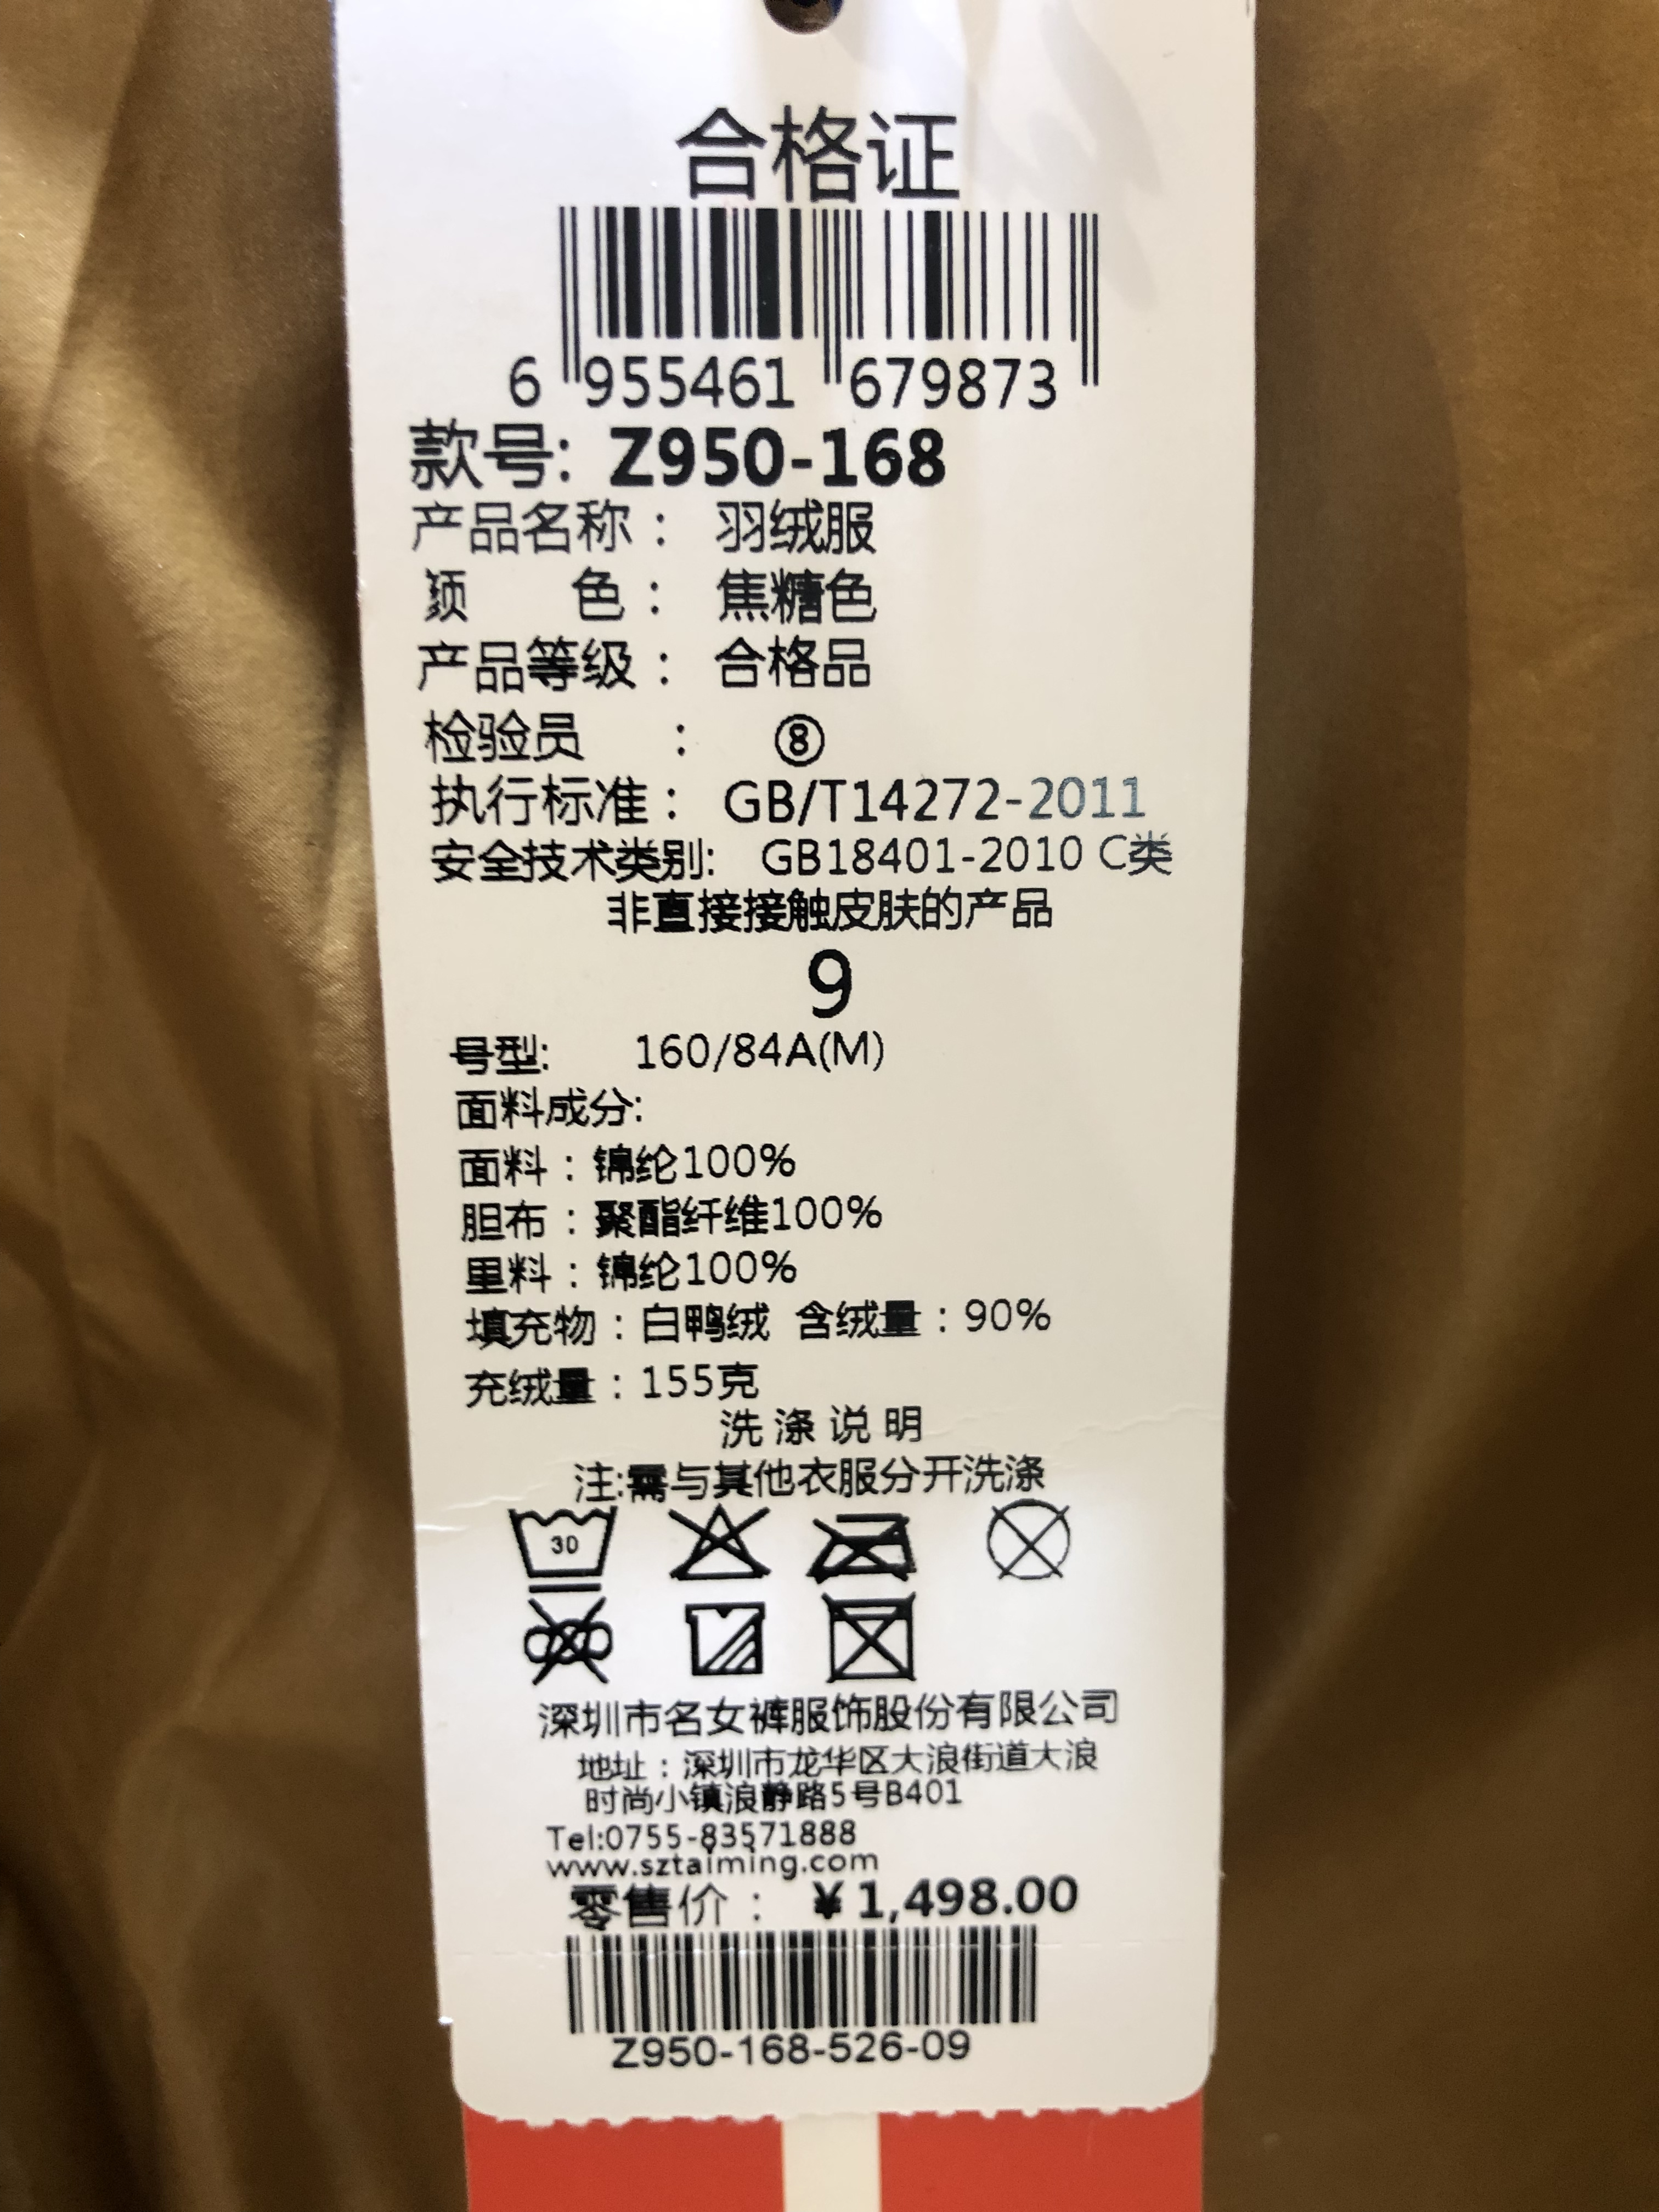 合格证
6 955461 679873
款号: Z950-168
产品名称： 羽绒服
颜 色： 焦糖色
产品等级： 合格品
检验员 ： ⑧
执行标准： GB/T14272-2011
安全技术类别: GB18401-2010 C类
非直接接触皮肤的产品
9
号型: 160/84A(M)
面料成分:
面料：锦纶100%
胆布：聚酯纤维100%
里料：锦纶100%
填充物：白鸭绒 含绒量：90%
充绒量：155克
洗涤说明
注:需与其他衣服分开洗涤
30
深圳市名女裤服饰股份有限公司
地址：深圳市龙华区大浪街道大浪
时尚小镇浪静路5号B401
Tel:0755-83571888
www.sztaiming.com
零售价： ￥1,498.00
Z950-168-526-09